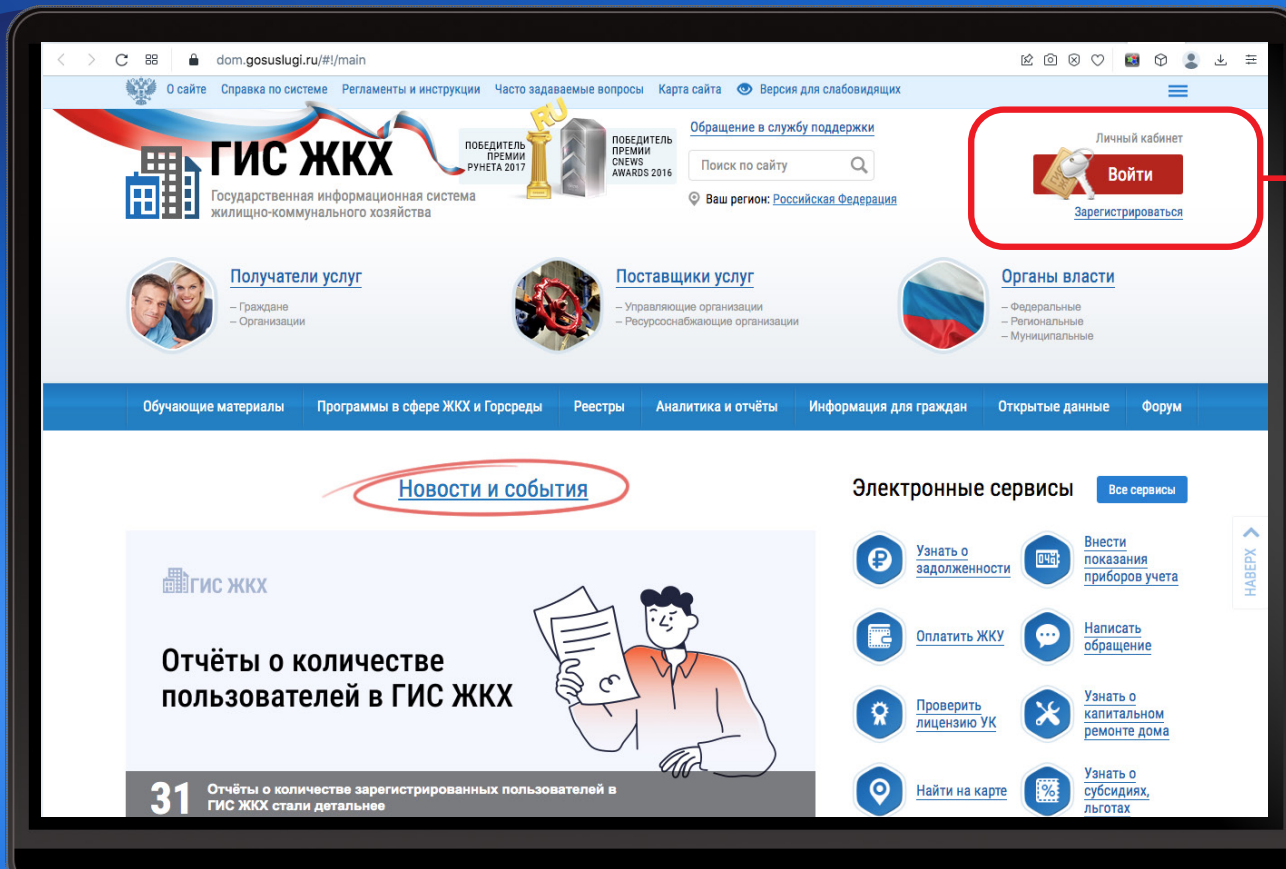 dom.gosuslugi.ru/#!/main
О сайте Справка по системе Регламенты и инструкции Часто задаваемые вопросы Карта сайта Версия для слабовидящих
ГИС ЖКХ
Государственная информационная система
жилищно-коммунального хозяйства
ПОБЕДИТЕЛЬ
ПРЕМИИ
РУНЕТА 2017
RU
ПОБЕДИТЕЛЬ
ПРЕМИИ
CNEWS
AWARDS 2016
Обращение в службу поддержки
Поиск по сайту
Ваш регион: Российская Федерация
Личный кабинет
Войти
Зарегистрироваться
Получатели услуг
– Граждане
– Организации
Поставщики услуг
– Управляющие организации
– Ресурсоснабжающие организации
Органы власти
– Федеральные
– Региональные
– Муниципальные
Обучающие материалы Программы в сфере ЖКХ и Горсреды Реестры Аналитика и отчёты Информация для граждан Открытые данные Форум
Новости и события
ГИС ЖКХ
Отчёты о количестве
пользователей в ГИС ЖКХ
31
Отчёты о количестве зарегистрированных пользователей в
ГИС ЖКХ стали детальнее
Электронные сервисы
Все сервисы
Узнать о
задолженности
Внести
показания
приборов учета
Оплатить ЖКУ
Написать
обращение
Проверить
лицензию УК
Узнать о
капитальном
ремонте дома
Найти на карте
Узнать о
субсидиях,
льготах
НАВЕРХ